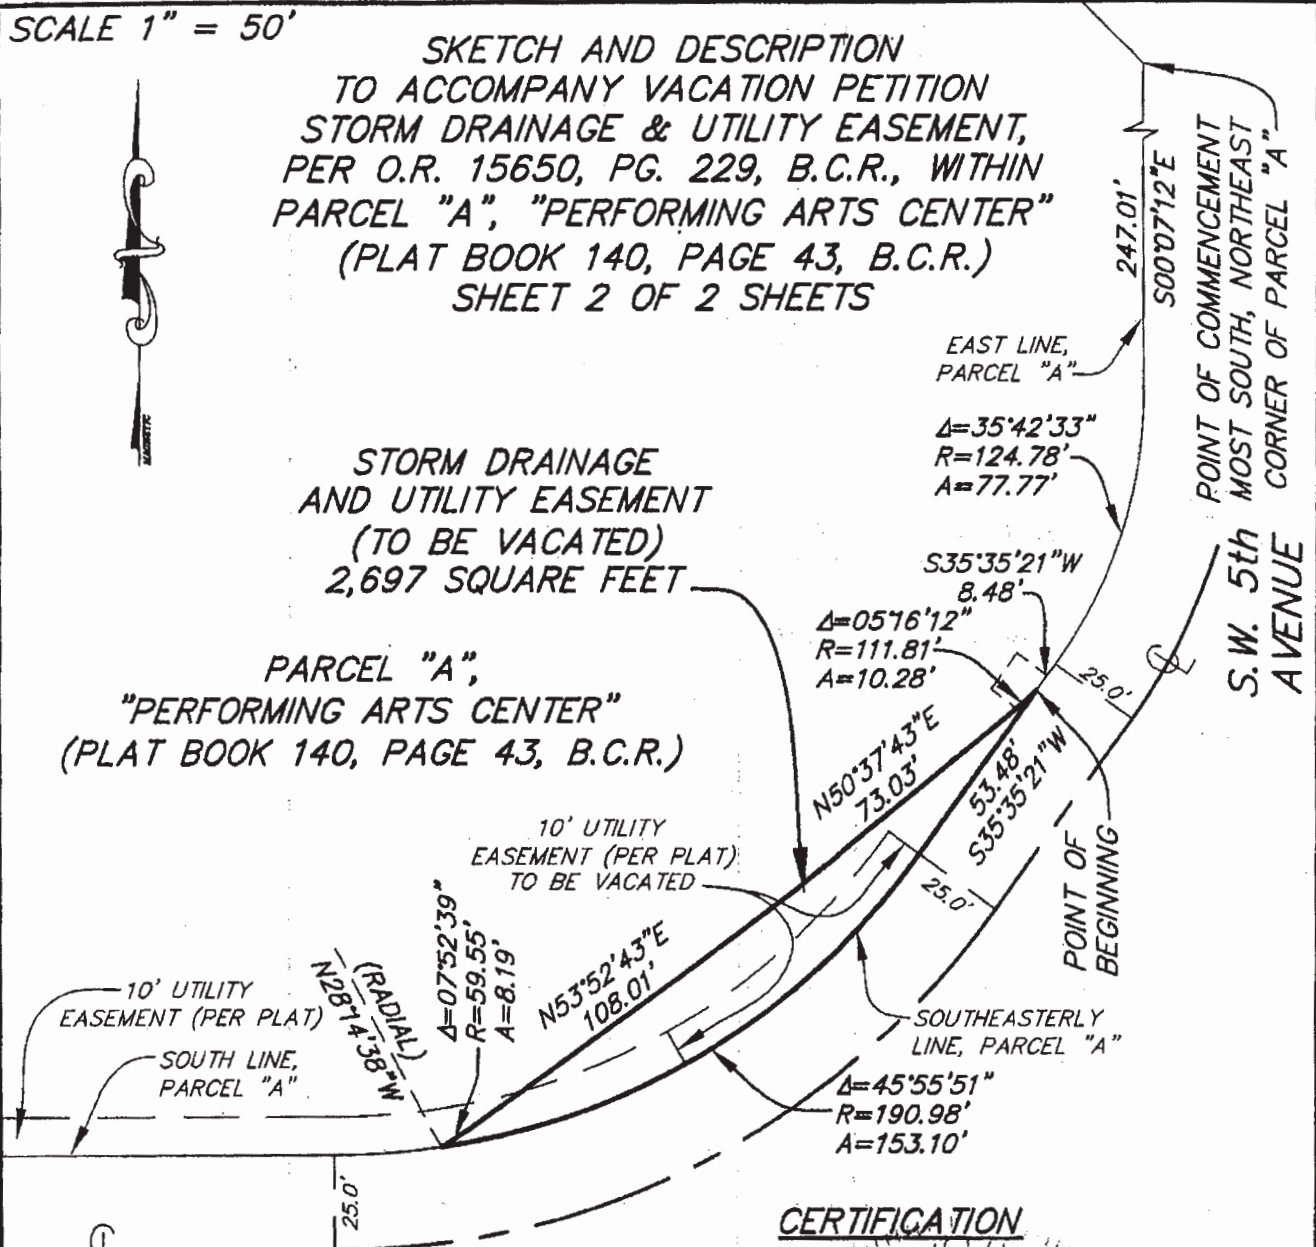 SCALE 1" = 50'
SKETCH AND DESCRIPTION
TO ACCOMPANY VACATION PETITION
STORM DRAINAGE & UTILITY EASEMENT,
PER O.R. 15650, PG. 229, B.C.R., WITHIN
PARCEL "A", "PERFORMING ARTS CENTER"
(PLAT BOOK 140, PAGE 43, B.C.R.)
SHEET 2 OF 2 SHEETS
MAGNETIC
247.01'
S00°07'12"E
POINT OF COMMENCEMENT
MOST SOUTH, NORTHEAST
CORNER OF PARCEL "A"
EAST LINE,
PARCEL "A"
Δ=35°42'33"
R=124.78'
A=77.77'
STORM DRAINAGE
AND UTILITY EASEMENT
(TO BE VACATED)
2,697 SQUARE FEET
S35°35'21"W
8.48'
Δ=05°16'12"
R=111.81'
A=10.28'
S.W. 5th
AVENUE
25.0'
PARCEL "A",
"PERFORMING ARTS CENTER"
(PLAT BOOK 140, PAGE 43, B.C.R.)
N50°37'43"E
73.03'
53.48'
S35°35'21"W
POINT OF
BEGINNING
10' UTILITY
EASEMENT (PER PLAT)
TO BE VACATED
25.0'
N53°52'43"E
108.01'
Δ=07°52'39"
R=59.55'
A=8.19'
(RADIAL)
N28°14'38"W
10' UTILITY
EASEMENT (PER PLAT)
SOUTH LINE,
PARCEL "A"
SOUTHEASTERLY
LINE, PARCEL "A"
Δ=45°55'51"
R=190.98'
A=153.10'
25.0'
CERTIFICATION